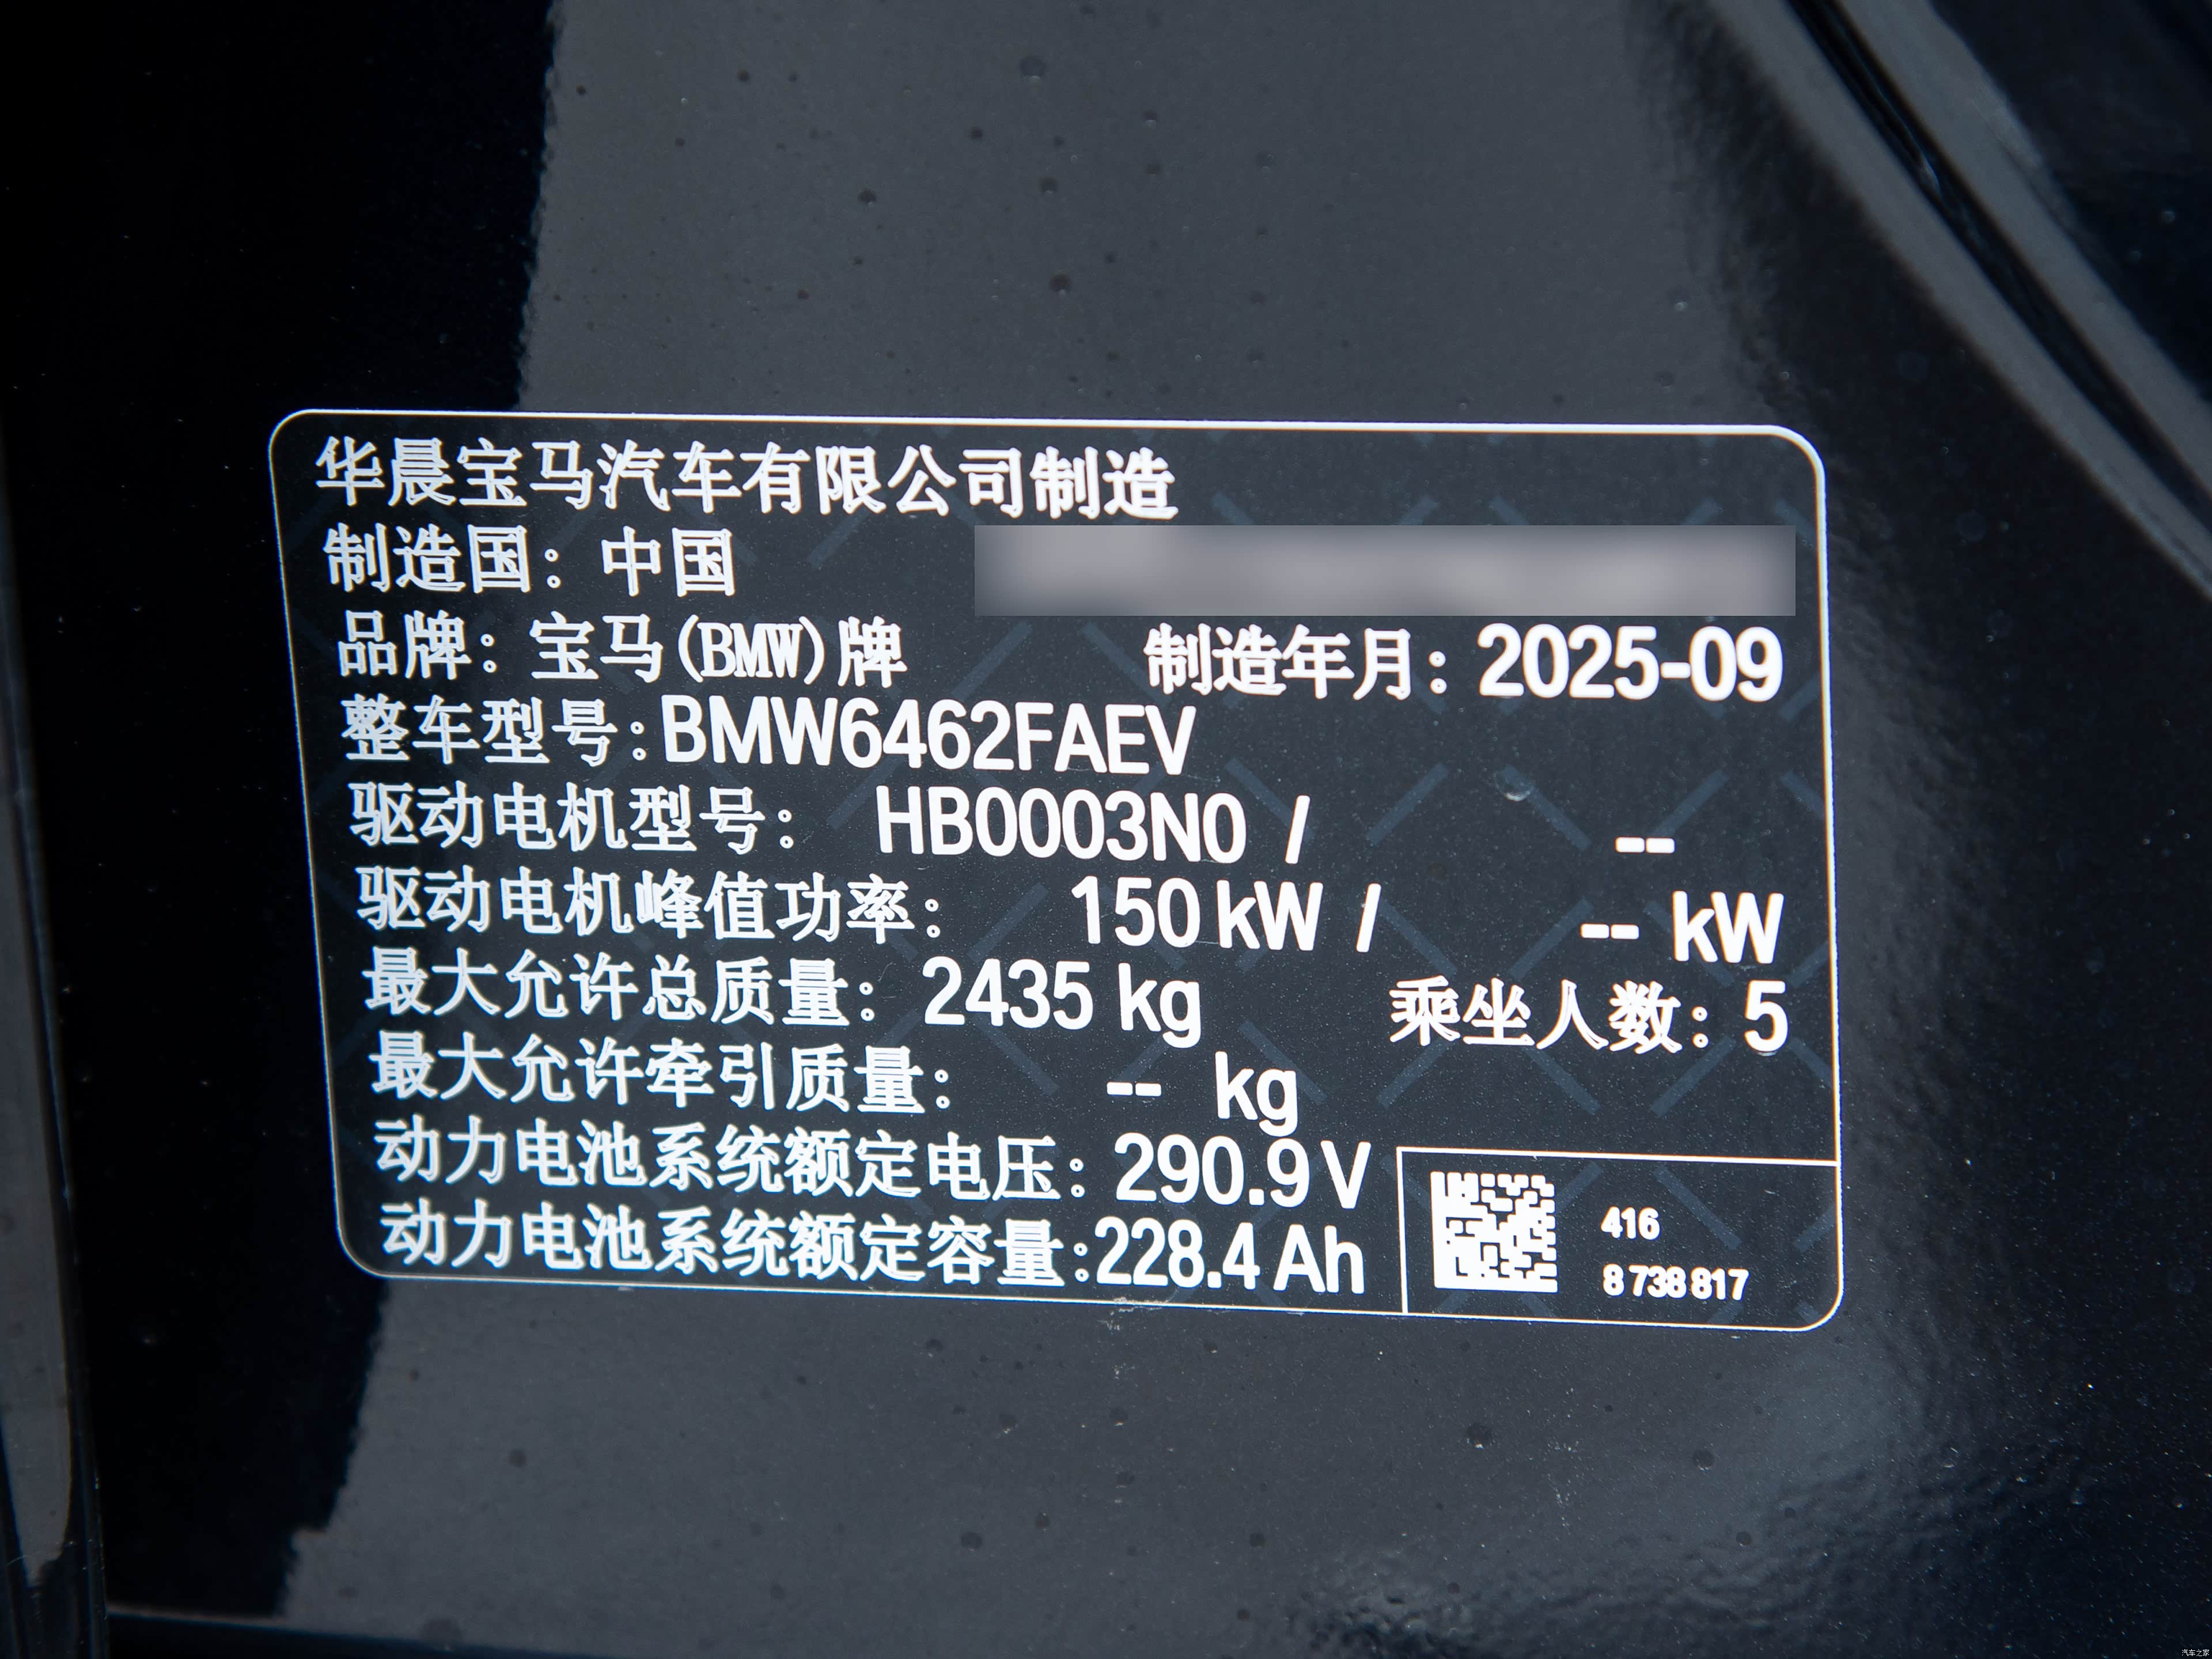 华晨宝马汽车有限公司制造
制造国：中国
品牌：宝马(BMW)牌 制造年月：2025-09
整车型号：BMW6462FAEV
驱动电机型号： HB0003N0 / --
驱动电机峰值功率： 150 kW / -- kW
最大允许总质量：2435 kg 乘坐人数：5
最大允许牵引质量： -- kg
动力电池系统额定电压：290.9 V
动力电池系统额定容量：228.4 Ah
416
8 738 817
汽车之家